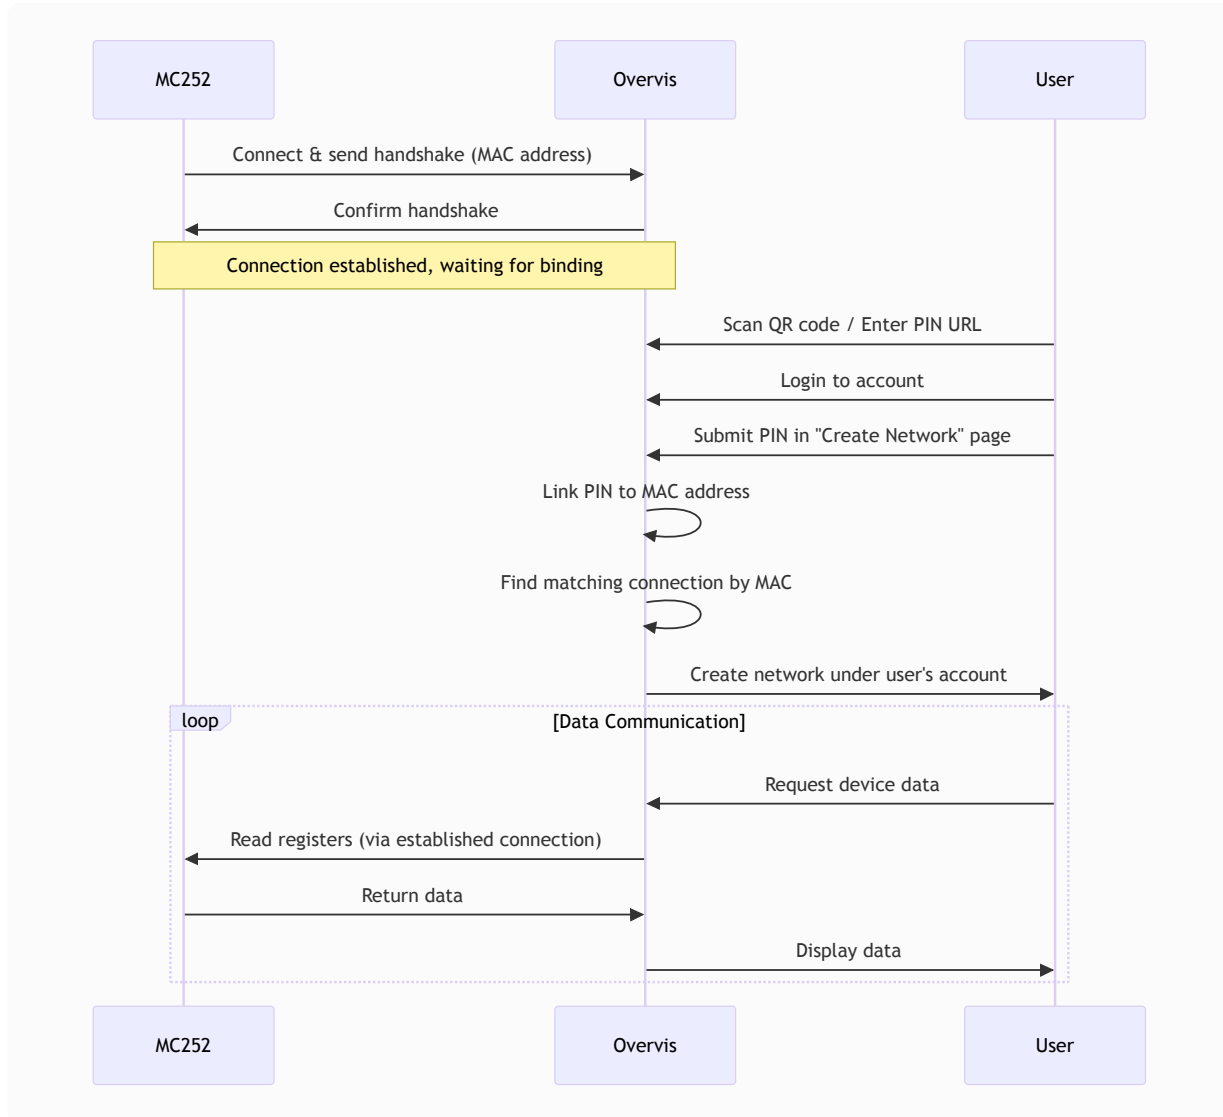 MC252
Overvis
User
Connect & send handshake (MAC address)
Confirm handshake
Connection established, waiting for binding
Scan QR code / Enter PIN URL
Login to account
Submit PIN in "Create Network" page
Link PIN to MAC address
Find matching connection by MAC
Create network under user's account
loop
[Data Communication]
Request device data
Read registers (via established connection)
Return data
Display data
MC252
Overvis
User